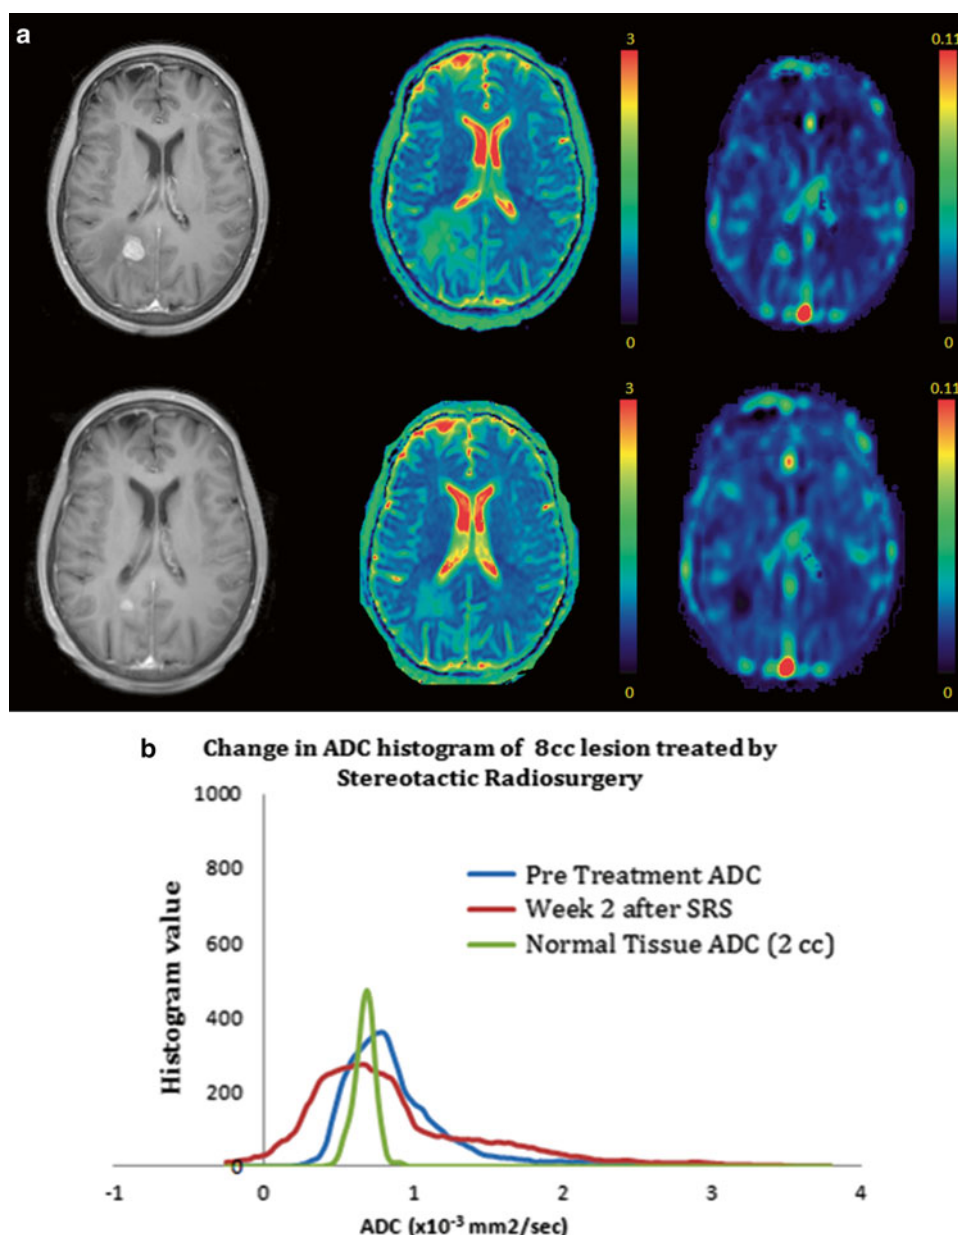 a
3
0.11
0
0
3
0.11
0
0
b
Change in ADC histogram of 8cc lesion treated by
Stereotactic Radiosurgery
1000
800
600
400
200
0
Histogram value
Pre Treatment ADC
Week 2 after SRS
Normal Tissue ADC (2 cc)
-1
0
1
2
3
4
ADC (x10-3 mm2/sec)